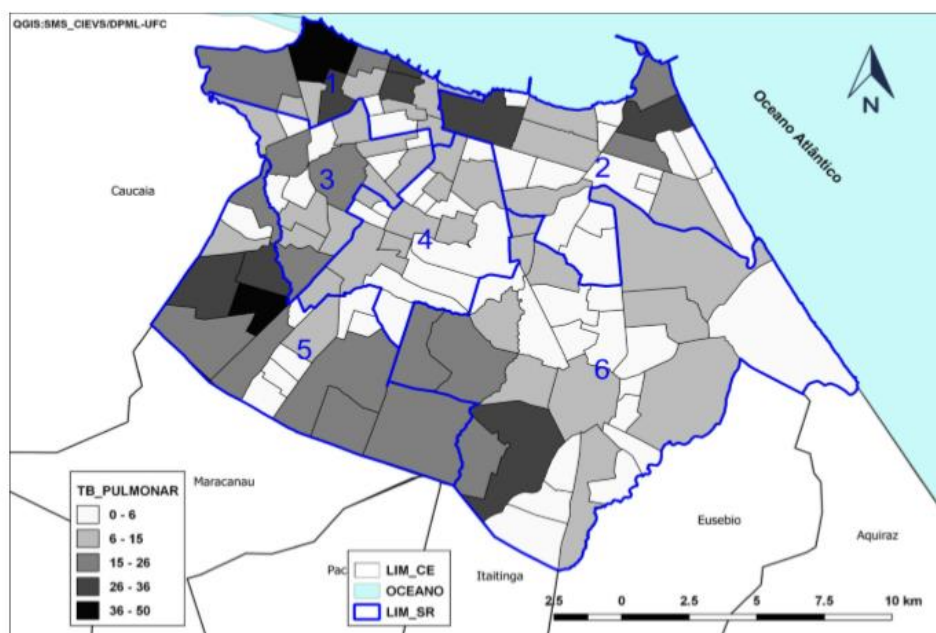 QGIS:SMS_CIEVS/DPML-UFC
1
Oceano Atlântico
N
2
Caucaia
3
4
5
6
TB_PULMONAR
0 - 6
6 - 15
15 - 26
26 - 36
36 - 50
Maracanau
Pac
Itaitinga
Eusebio
Aquiraz
LIM_CE
OCEANO
LIM_SR
2.5 0 2.5 5 7.5 10 km